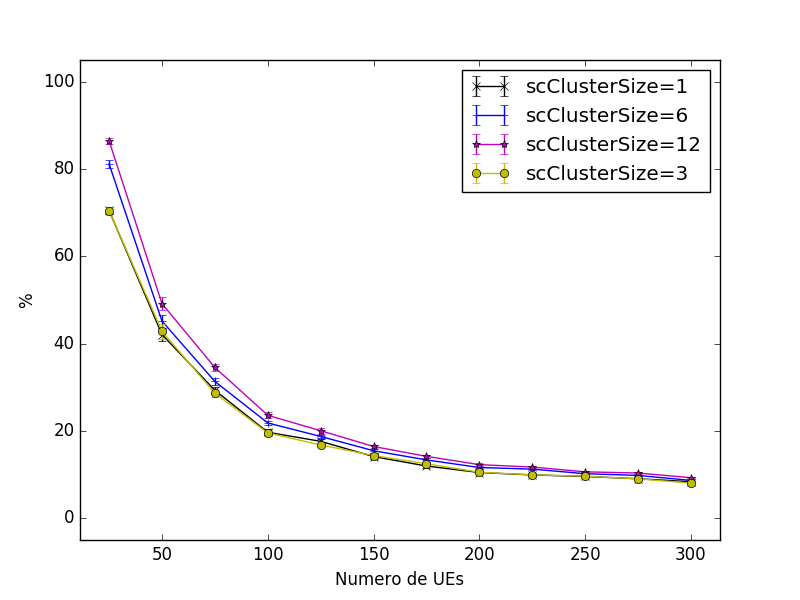 100
80
60
40
20
0
%
50 100 150 200 250 300
Numero de UEs
scClusterSize=1
scClusterSize=6
scClusterSize=12
scClusterSize=3